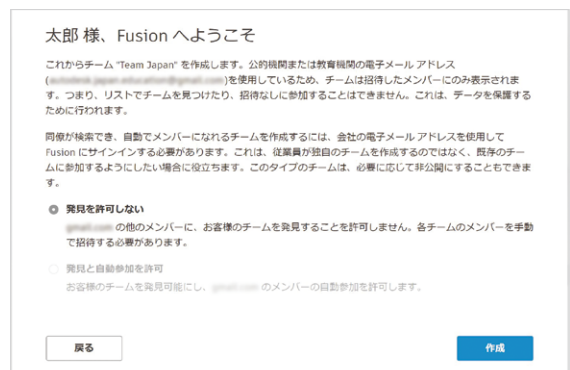 太郎 様、Fusion へようこそ
これからチーム "Team Japan" を作成します。公的機関または教育機関の電子メール アドレス
( )を使用しているため、チームは招待したメンバーにのみ表示されま
す。つまり、リストでチームを見つけたり、招待なしに参加することはできません。これは、データを保護する
ために行われます。
同僚が検索でき、自動でメンバーになれるチームを作成するには、会社の電子メール アドレスを使用して
Fusion にサインインする必要があります。これは、従業員が独自のチームを作成するのではなく、既存のチー
ムに参加するようにしたい場合に役立ちます。このタイプのチームは、必要に応じて非公開にすることもできま
す。
発見を許可しない
の他のメンバーに、お客様のチームを発見することを許可しません。各チームのメンバーを手動
で招待する必要があります。
発見と自動参加を許可
お客様のチームを発見可能にし、 のメンバーの自動参加を許可します。
戻る
作成